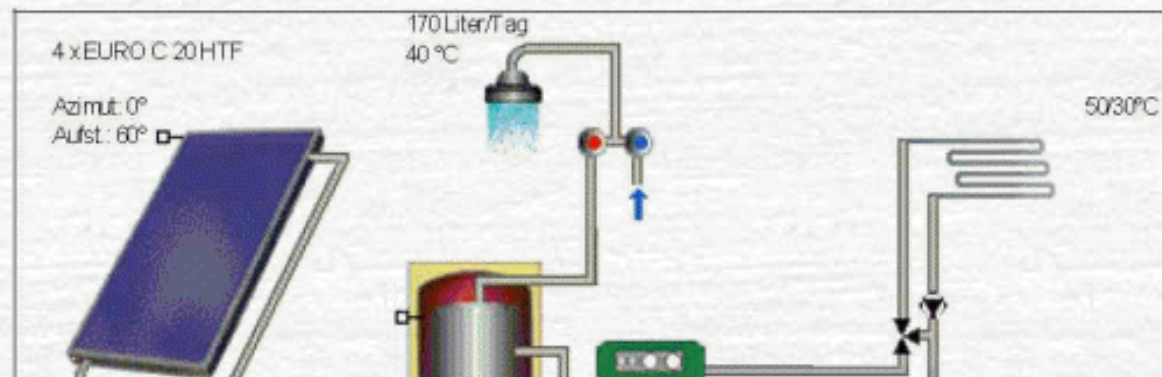 170 Liter/Tag
4 x EURO C 20 HTF
40 °C
Azimut: 0°
50/30°C
Aufst.: 60°